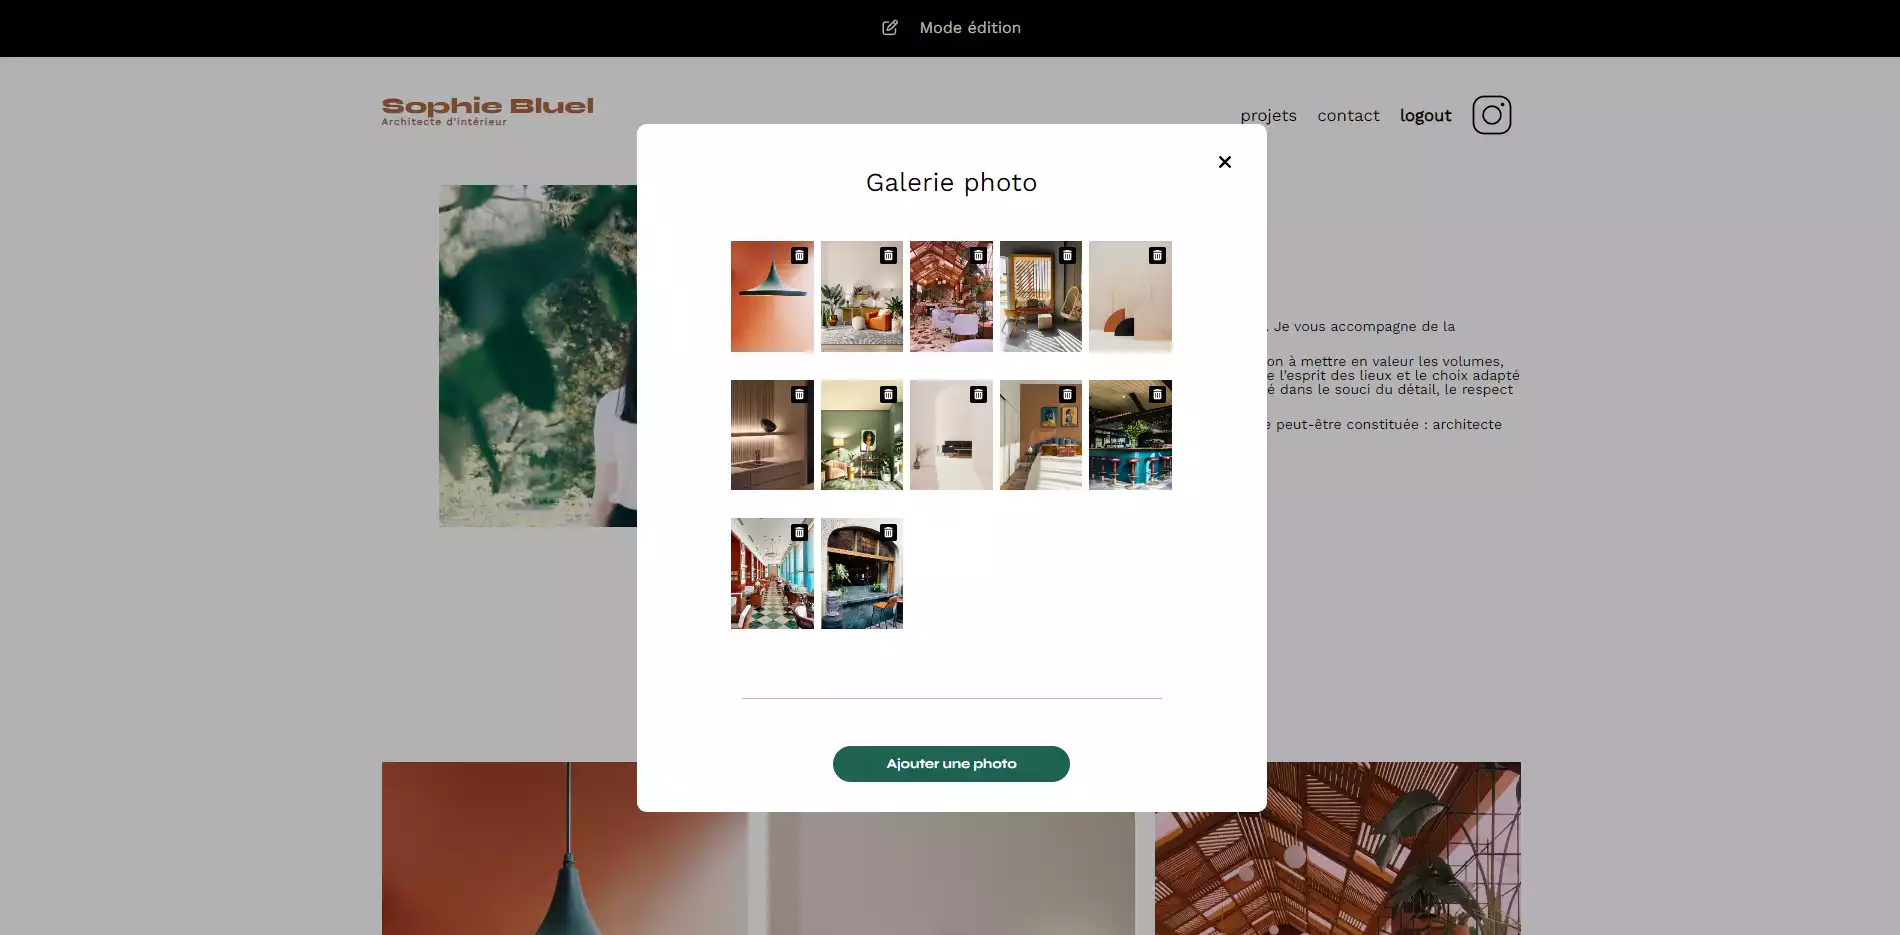 Mode édition
Sophie Bluel
Architecte d'intérieur
projets
contact
logout
Galerie photo
. Je vous accompagne de la
on à mettre en valeur les volumes,
e l'esprit des lieux et le choix adapté
é dans le souci du détail, le respect
e peut-être constituée : architecte
Ajouter une photo